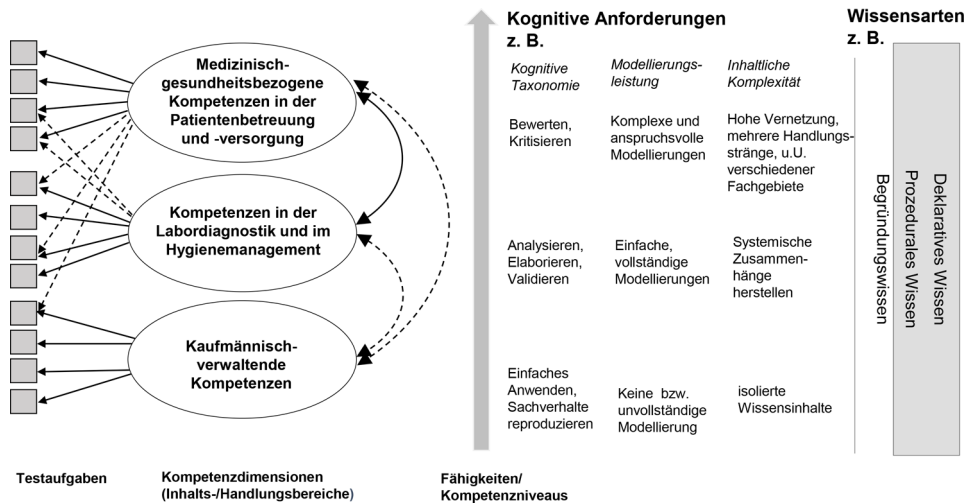 Medizinisch-
gesundheitsbezogene
Kompetenzen in der
Patientenbetreuung
und -versorgung
Kompetenzen in der
Labordiagnostik und im
Hygienemanagement
Kaufmännisch-
verwaltende
Kompetenzen
Kognitive Anforderungen
z. B.
Kognitive
Taxonomie
Modellierungs-
leistung
Inhaltliche
Komplexität
Bewerten,
Kritisieren
Komplexe und
anspruchsvolle
Modellierungen
Hohe Vernetzung,
mehrere Handlungs-
stränge, u.U.
verschiedener
Fachgebiete
Analysieren,
Elaborieren,
Validieren
Einfache,
vollständige
Modellierungen
Systemische
Zusammen-
hänge
herstellen
Einfaches
Anwenden,
Sachverhalte
reproduzieren
Keine bzw.
unvollständige
Modellierung
isolierte
Wissensinhalte
Wissensarten
z. B.
Begründungswissen
Prozedurales Wissen
Deklaratives Wissen
Testaufgaben
Kompetenzdimensionen
(Inhalts-/Handlungsbereiche)
Fähigkeiten/
Kompetenzniveaus